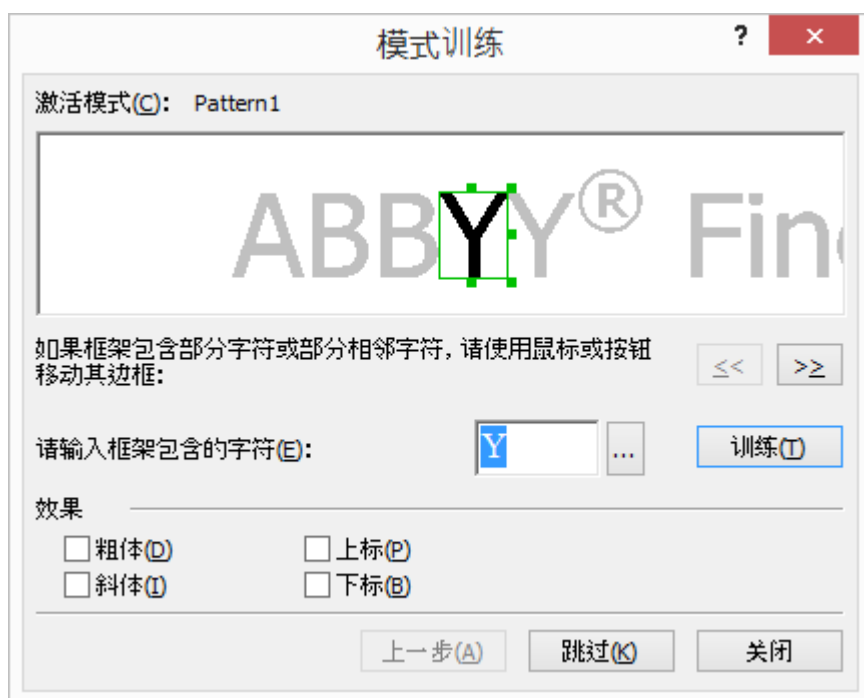 模式训练 ? ×
激活模式(C): Pattern1
ABBYY® Fin
如果框架包含部分字符或部分相邻字符, 请使用鼠标或按钮
移动其边框:
<< >>
请输入框架包含的字符(E): Y ... 训练(T)
效果
粗体(D) 上标(P)
斜体(I) 下标(B)
上一步(A) 跳过(K) 关闭